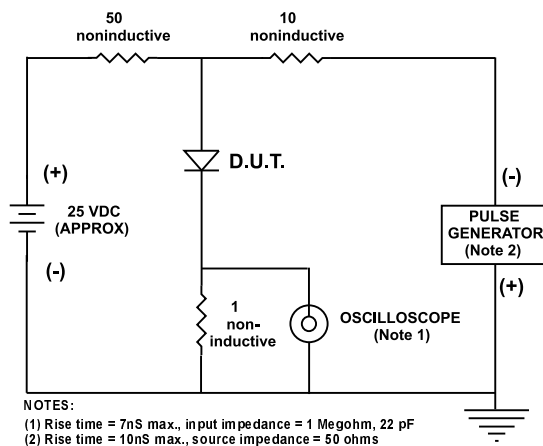 50
noninductive
10
noninductive
D.U.T.
(+)
25 VDC
(APPROX)
(-)
(-)
PULSE
GENERATOR
(Note 2)
(+)
1
non-
inductive
OSCILLOSCOPE
(Note 1)
NOTES:
(1) Rise time = 7nS max., input impedance = 1 Megohm, 22 pF
(2) Rise time = 10nS max., source impedance = 50 ohms